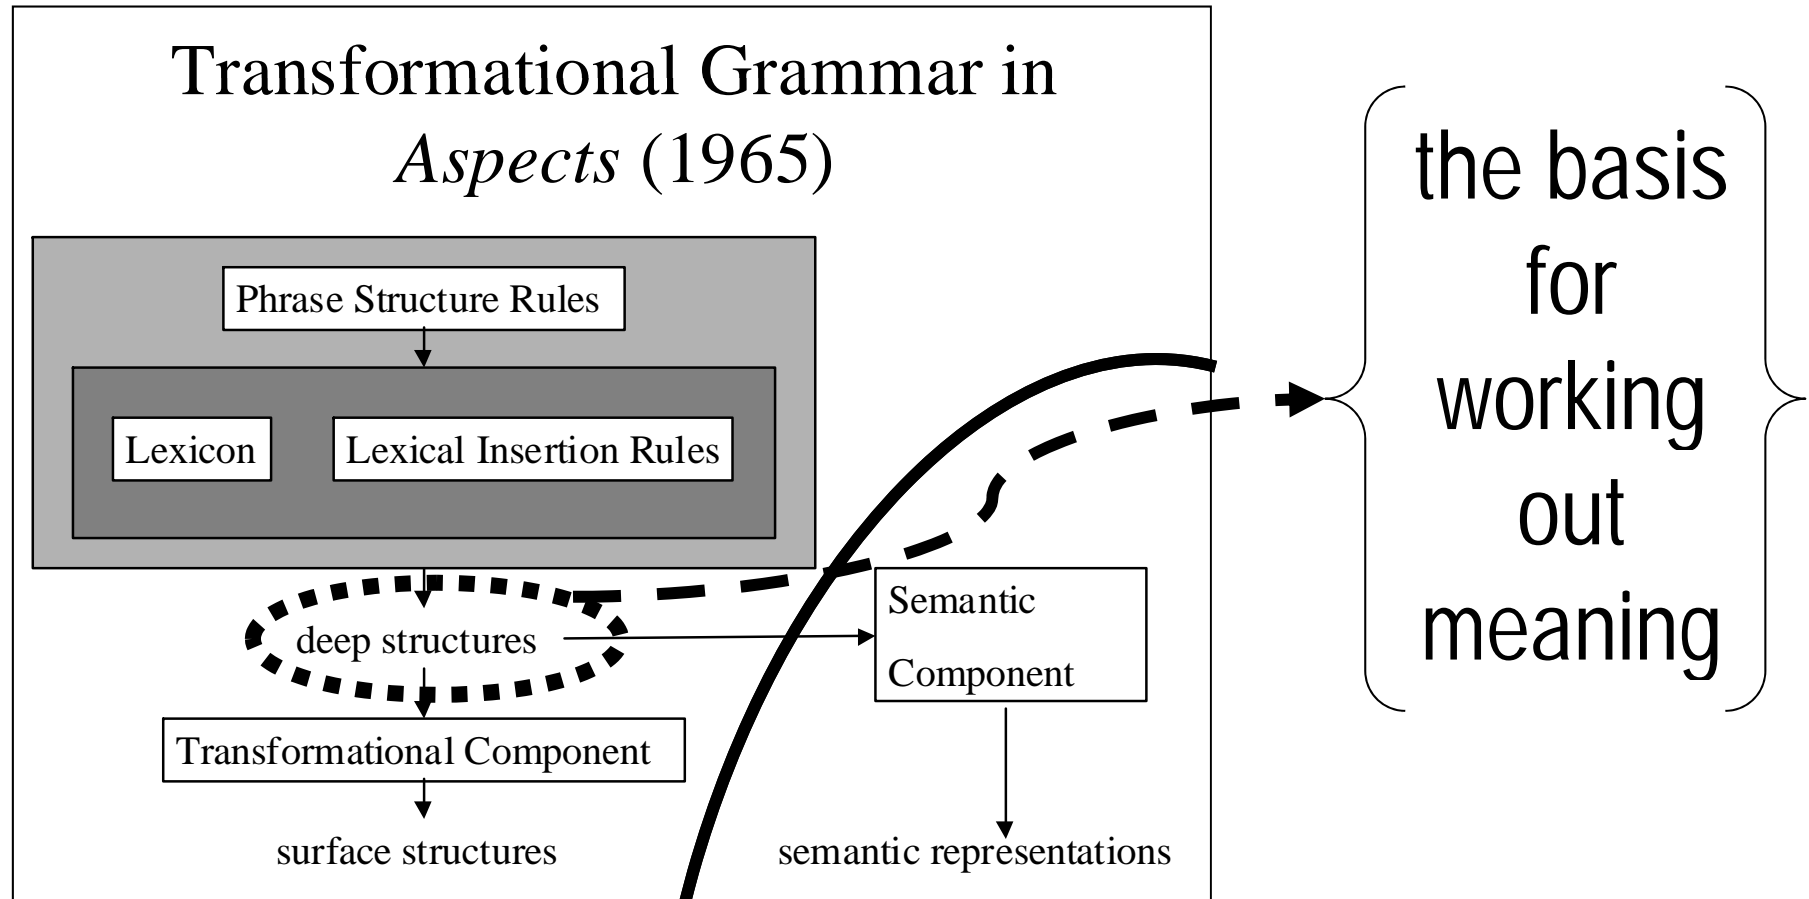 Transformational Grammar in
Aspects (1965)
Phrase Structure Rules
Lexicon
Lexical Insertion Rules
deep structures
Semantic
Component
Transformational Component
surface structures
semantic representations
the basis
for
working
out
meaning